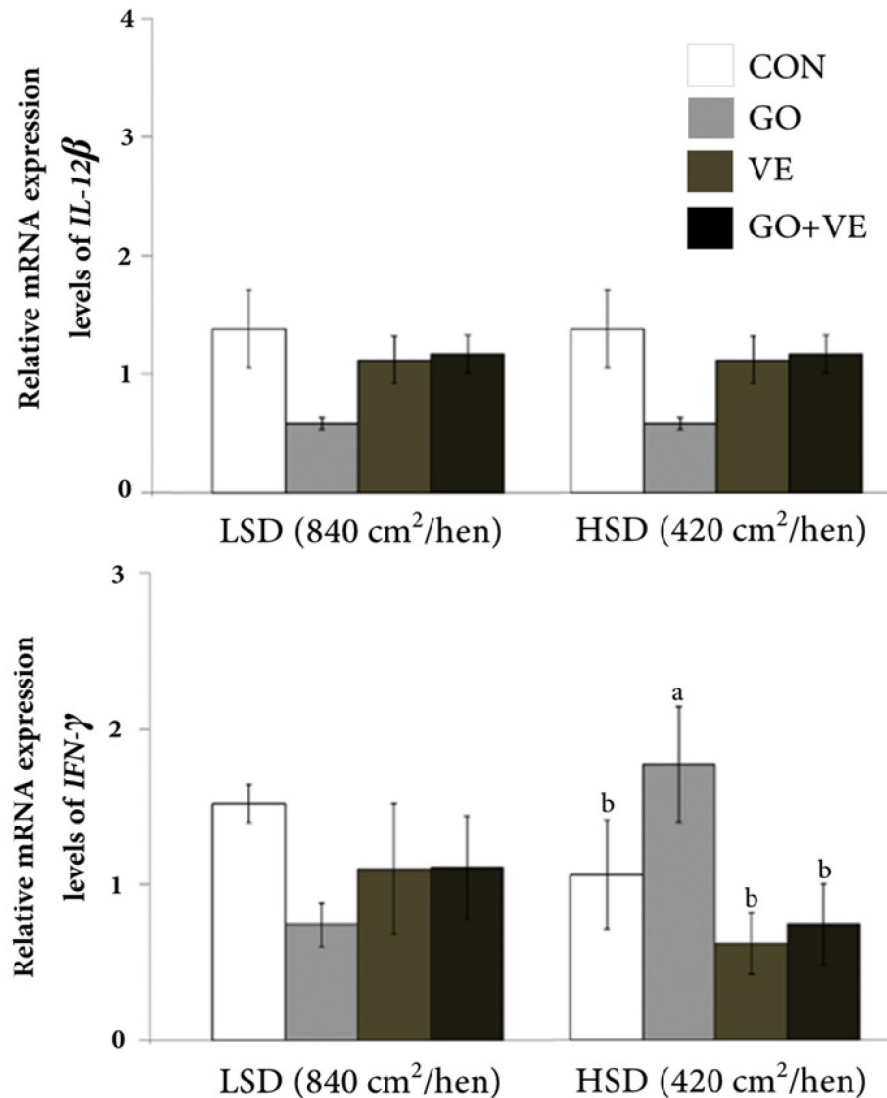 Relative mRNA expression
levels of IL-12β
4
3
2
1
0
CON
GO
VE
GO+VE
LSD (840 cm²/hen)
HSD (420 cm²/hen)
Relative mRNA expression
levels of IFN-γ
3
2
1
0
b
a
b
b
LSD (840 cm²/hen)
HSD (420 cm²/hen)